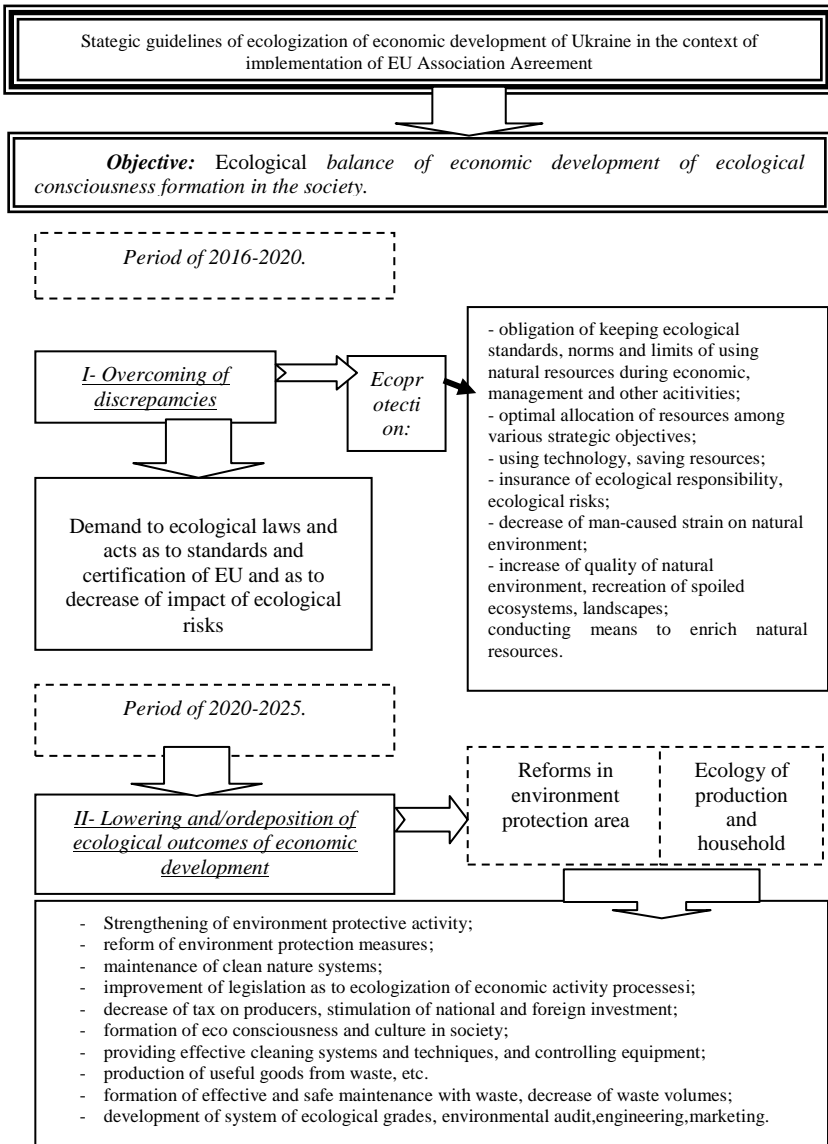 Stategic guidelines of ecologization of economic development of Ukraine in the context of
implementation of EU Association Agreement
Objective: Ecological balance of economic development of ecological
consciousness formation in the society.
Period of 2016-2020.
I- Overcoming of
discrepamcies
Ecopr
otecti
on:
- obligation of keeping ecological
standards, norms and limits of using
natural resources during economic,
management and other acitivities;
- optimal allocation of resources among
various strategic objectives;
- using technology, saving resources;
- insurance of ecological responsibility,
ecological risks;
- decrease of man-caused strain on natural
environment;
- increase of quality of natural
environment, recreation of spoiled
ecosystems, landscapes;
conducting means to enrich natural
resources.
Demand to ecological laws and
acts as to standards and
certification of EU and as to
decrease of impact of ecological
risks
Period of 2020-2025.
II- Lowering and/ordeposition of
ecological outcomes of economic
development
Reforms in
environment
protection area
Ecology of
production
and
household
- Strengthening of environment protective activity;
- reform of environment protection measures;
- maintenance of clean nature systems;
- improvement of legislation as to ecologization of economic activity processesi;
- decrease of tax on producers, stimulation of national and foreign investment;
- formation of eco consciousness and culture in society;
- providing effective cleaning systems and techniques, and controlling equipment;
- production of useful goods from waste, etc.
- formation of effective and safe maintenance with waste, decrease of waste volumes;
- development of system of ecological grades, environmental audit,engineering,marketing.